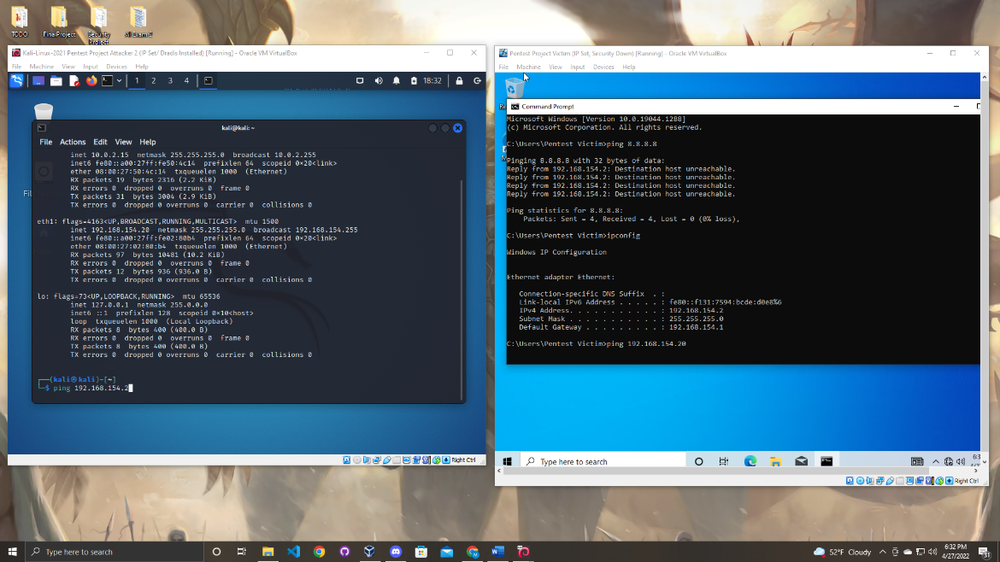 TODO
Final Project
Security Project
AI Exam 2
Kali-Linux-2021 Pentest Project Attacker 2 (IP Set/ Dradis Installed) [Running] - Oracle VM VirtualBox
File Machine View Input Devices Help
1 2 3 4
18:32
kali@kali: ~
File Actions Edit View Help
inet 10.0.2.15 netmask 255.255.255.0 broadcast 10.0.2.255
inet6 fe80::a00:27ff:fe50:4c14 prefixlen 64 scopeid 0×20<link>
ether 08:00:27:50:4c:14 txqueuelen 1000 (Ethernet)
RX packets 19 bytes 2316 (2.2 KiB)
RX errors 0 dropped 0 overruns 0 frame 0
TX packets 31 bytes 3004 (2.9 KiB)
TX errors 0 dropped 0 overruns 0 carrier 0 collisions 0
eth1: flags=4163<UP,BROADCAST,RUNNING,MULTICAST> mtu 1500
inet 192.168.154.20 netmask 255.255.255.0 broadcast 192.168.154.255
inet6 fe80::a00:27ff:fe02:80b4 prefixlen 64 scopeid 0×20<link>
ether 08:00:27:02:80:b4 txqueuelen 1000 (Ethernet)
RX packets 97 bytes 10481 (10.2 KiB)
RX errors 0 dropped 0 overruns 0 frame 0
TX packets 12 bytes 936 (936.0 B)
TX errors 0 dropped 0 overruns 0 carrier 0 collisions 0
lo: flags=73<UP,LOOPBACK,RUNNING> mtu 65536
inet 127.0.0.1 netmask 255.0.0.0
inet6 ::1 prefixlen 128 scopeid 0×10<host>
loop txqueuelen 1000 (Local Loopback)
RX packets 8 bytes 400 (400.0 B)
RX errors 0 dropped 0 overruns 0 frame 0
TX packets 8 bytes 400 (400.0 B)
TX errors 0 dropped 0 overruns 0 carrier 0 collisions 0
(kali㉿kali)-[~]
$ ping 192.168.154.2
Right Ctrl
Pentest Project Victim (IP Set, Security Down) [Running] - Oracle VM VirtualBox
File Machine View Input Devices Help
Command Prompt
Microsoft Windows [Version 10.0.19044.1288]
(c) Microsoft Corporation. All rights reserved.
C:\Users\Pentest Victim>ping 8.8.8.8
Pinging 8.8.8.8 with 32 bytes of data:
Reply from 192.168.154.2: Destination host unreachable.
Reply from 192.168.154.2: Destination host unreachable.
Reply from 192.168.154.2: Destination host unreachable.
Reply from 192.168.154.2: Destination host unreachable.
Ping statistics for 8.8.8.8:
Packets: Sent = 4, Received = 4, Lost = 0 (0% loss),
C:\Users\Pentest Victim>ipconfig
Windows IP Configuration
Ethernet adapter Ethernet:
Connection-specific DNS Suffix . :
Link-local IPv6 Address . . . . . : fe80::f131:7594:bcde:d0e8%6
IPv4 Address. . . . . . . . . . . : 192.168.154.2
Subnet Mask . . . . . . . . . . . : 255.255.255.0
Default Gateway . . . . . . . . . : 192.168.154.1
C:\Users\Pentest Victim>ping 192.168.154.20
Type here to search
6:3
Right Ctrl
Type here to search
52°F Cloudy
6:32 PM
4/27/2022
31